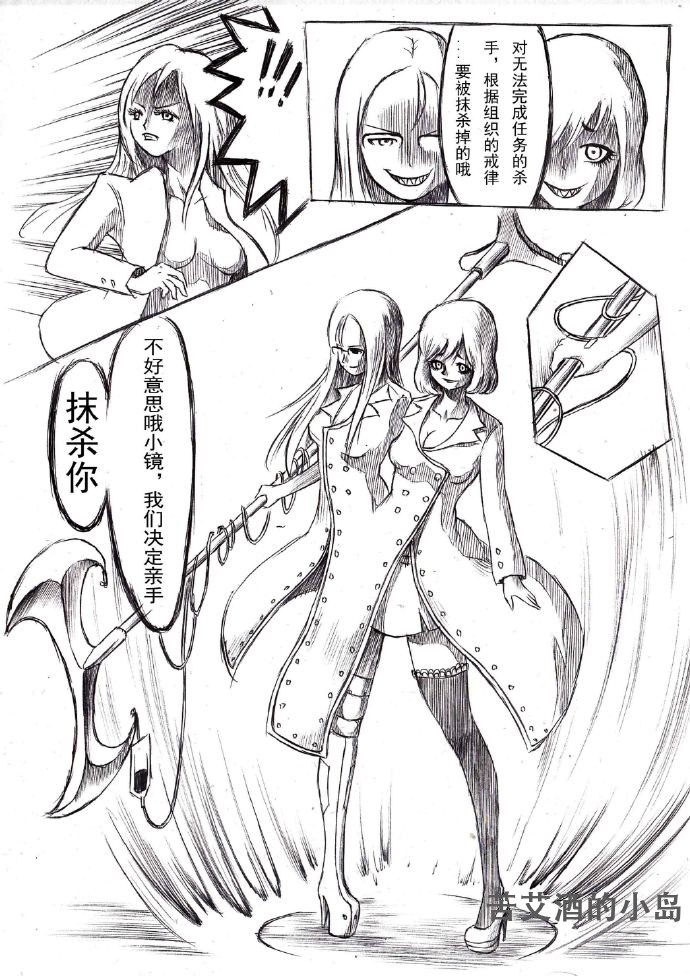 对无法完成任务的杀
手，根据组织的戒律
……要被抹杀掉的哦
!!!
不好意思哦小镜，我们决定亲手
抹杀你
苦艾酒的小岛